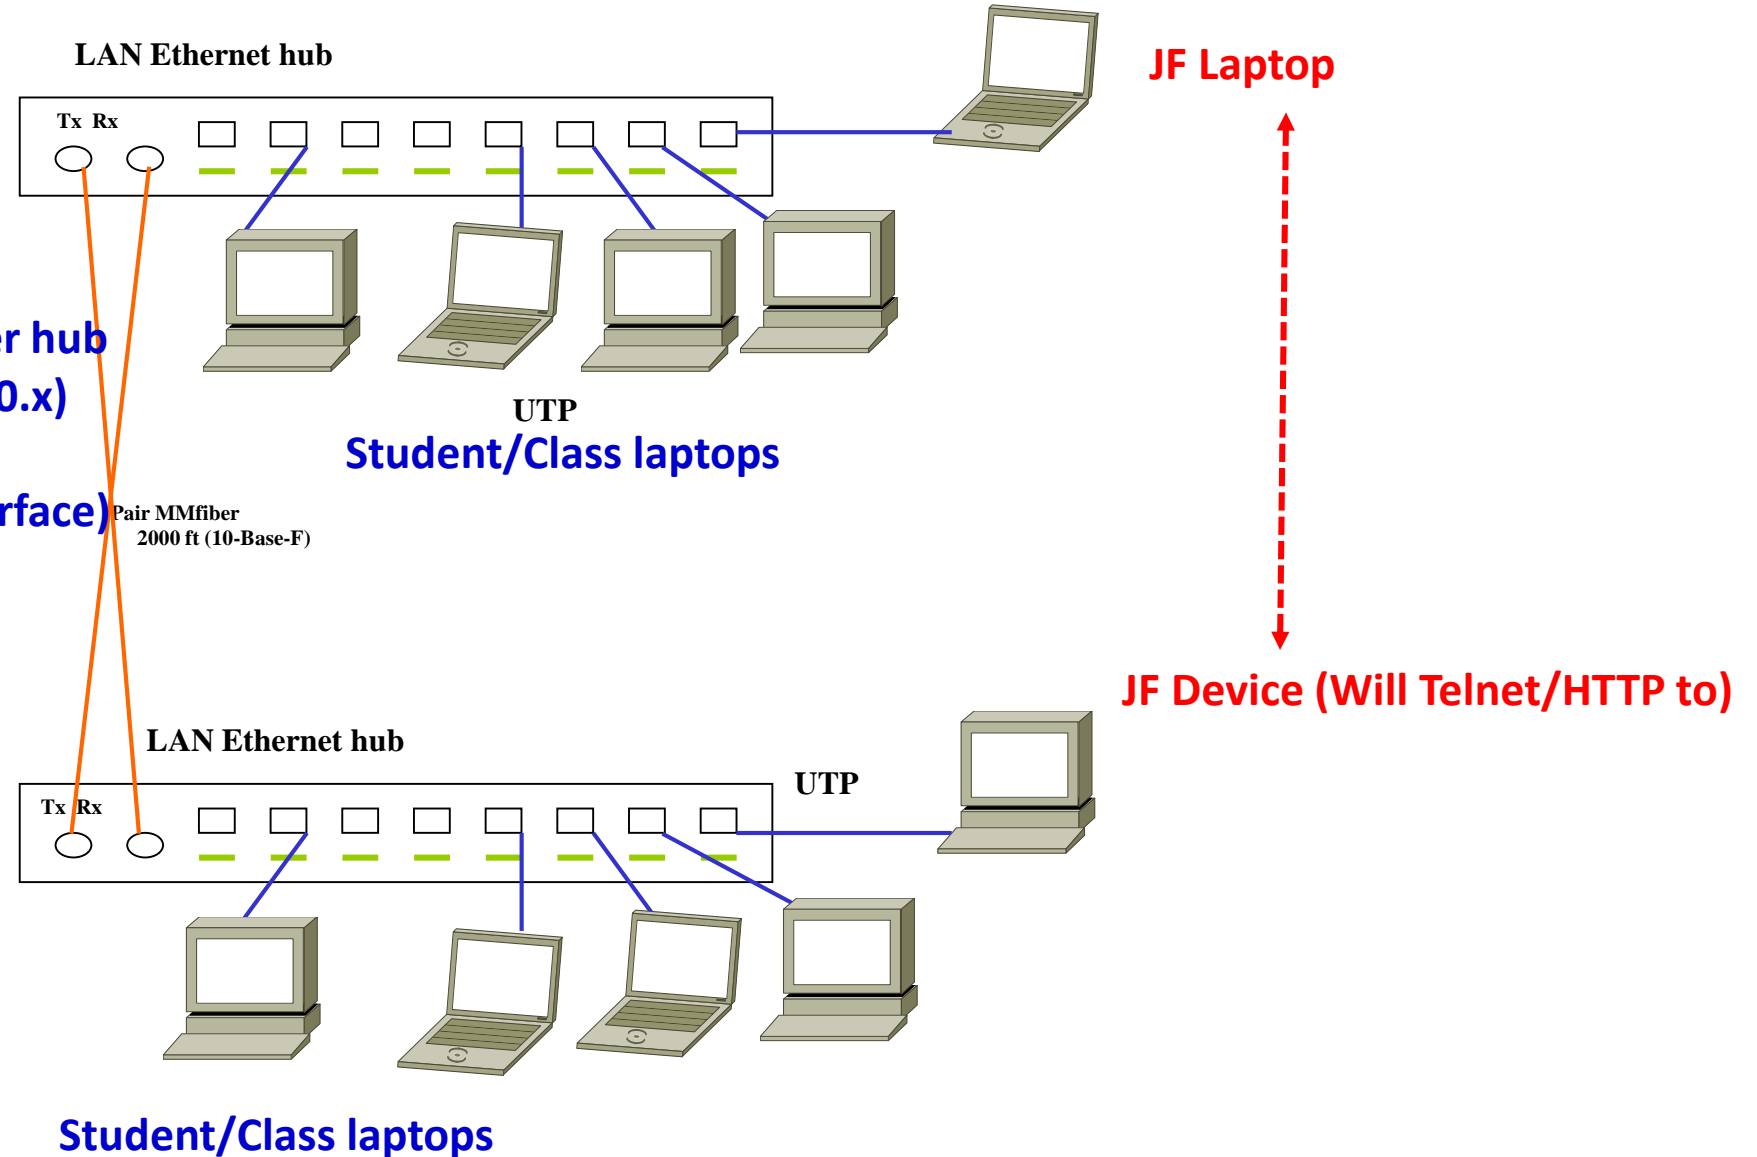 LAN Ethernet hub
JF Laptop
Tx Rx
er hub
0.x)
UTP
Student/Class laptops
rface)
Pair MMfiber
2000 ft (10-Base-F)
JF Device (Will Telnet/HTTP to)
LAN Ethernet hub
UTP
Tx Rx
Student/Class laptops